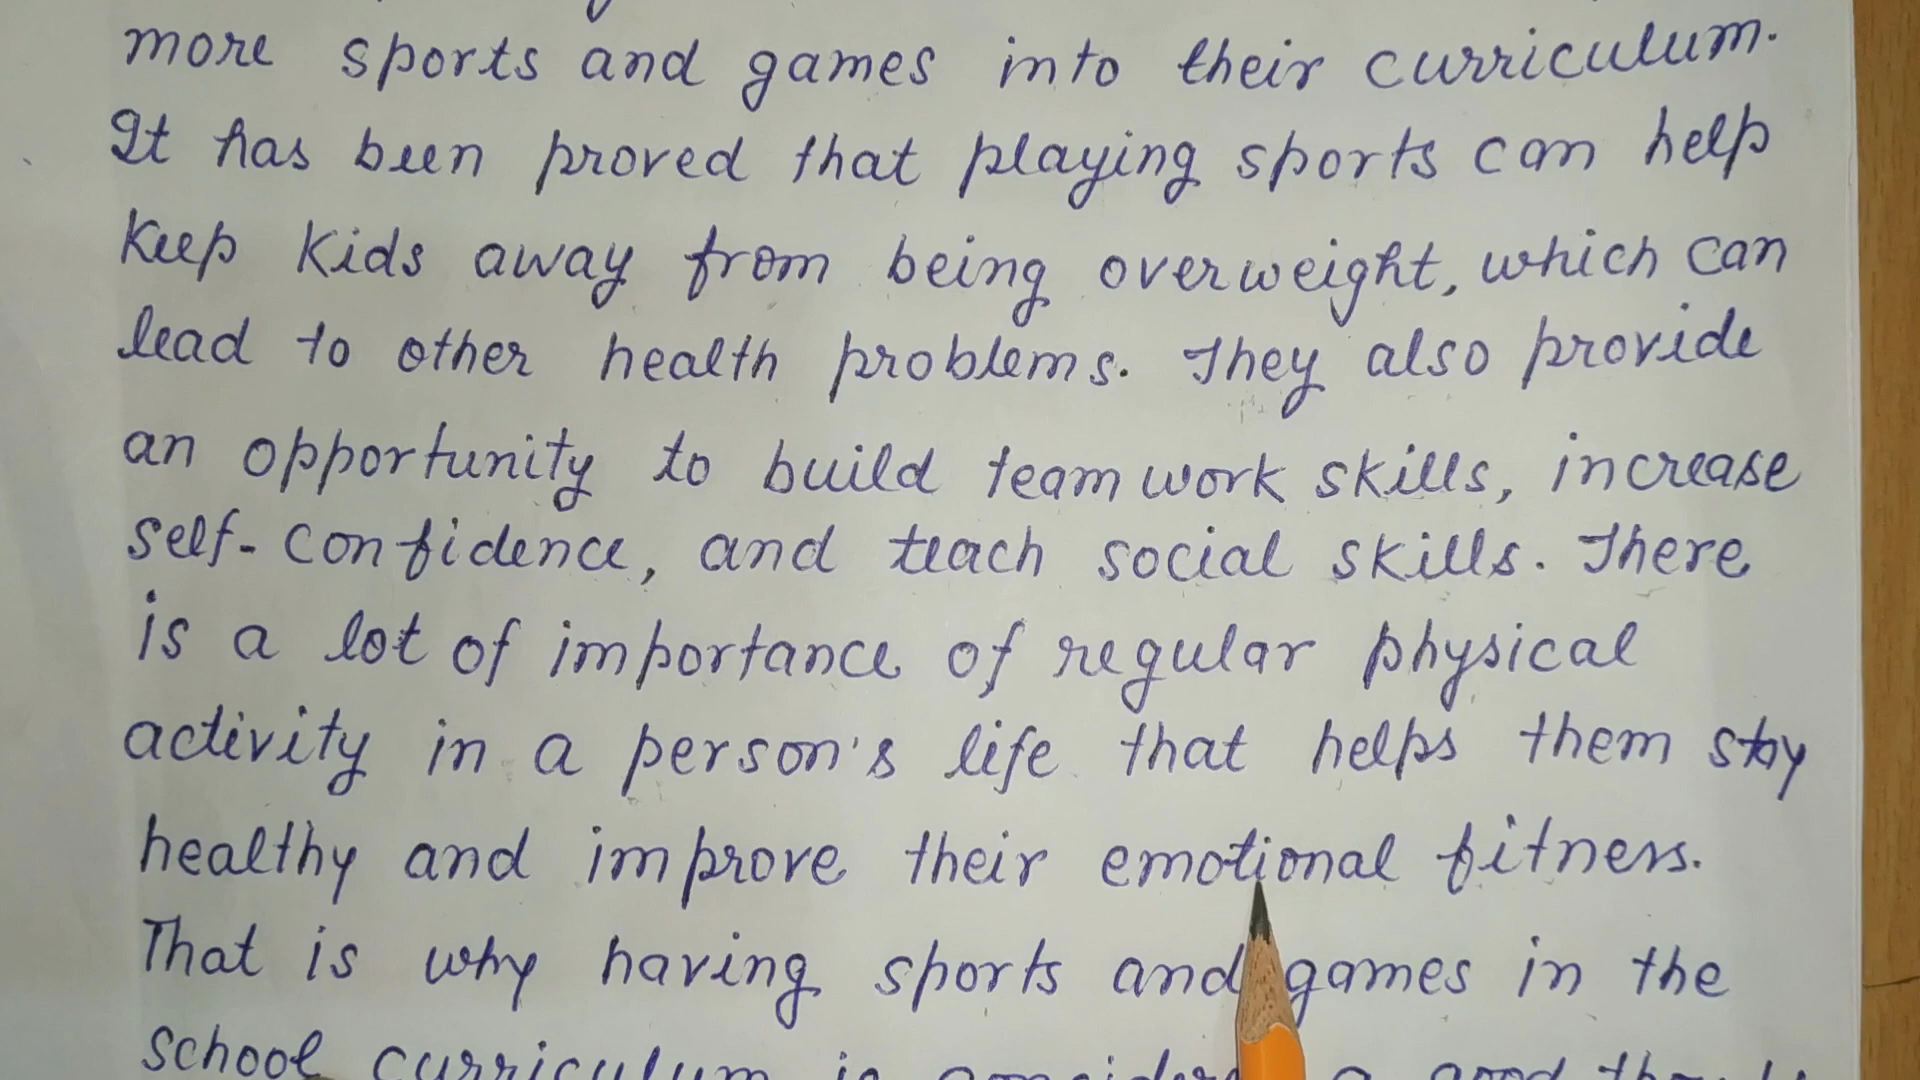 more sports and games into their curriculum.
It has been proved that playing sports can help
keep kids away from being overweight, which can
lead to other health problems. They also provide
an opportunity to build teamwork skills, increase
self-confidence, and teach social skills. There
is a lot of importance of regular physical
activity in a person's life that helps them stay
healthy and improve their emotional fitness.
That is why having sports and games in the
school curriculum is a good